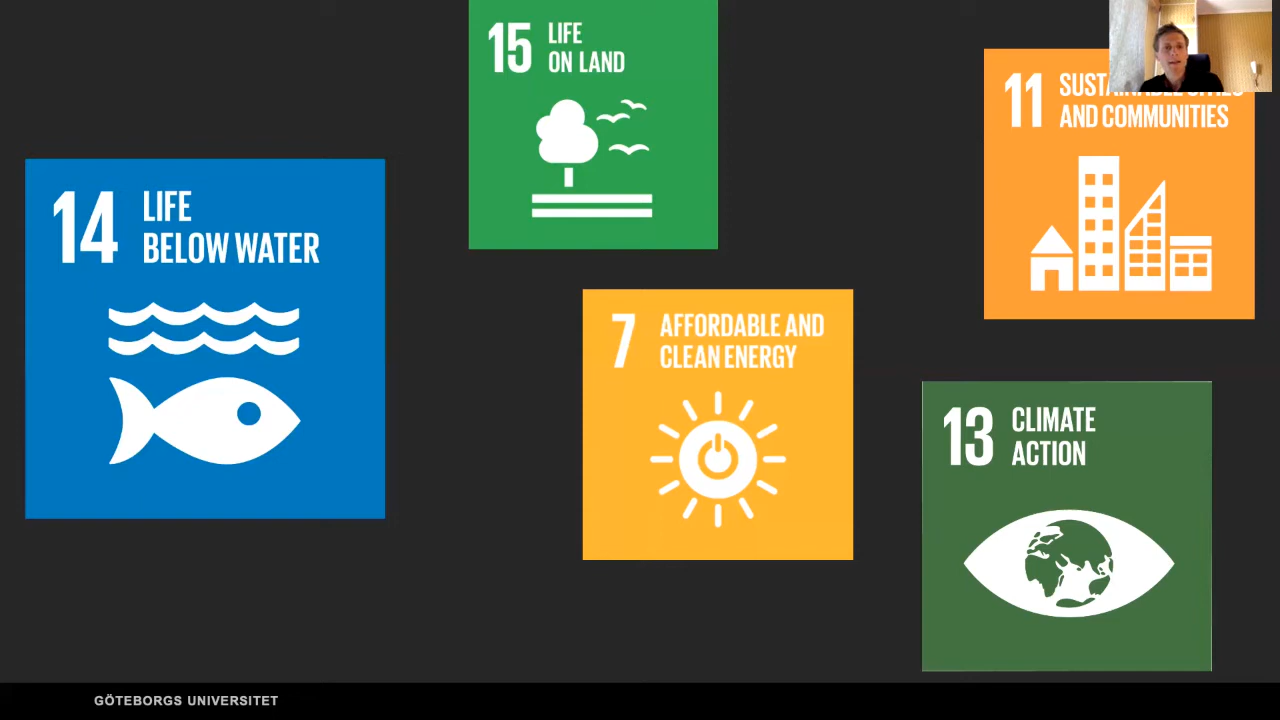 15 LIFE
ON LAND
11
AND COMMUNITIES
14 LIFE
BELOW WATER
7 AFFORDABLE AND
CLEAN ENERGY
13 CLIMATE
ACTION
GÖTEBORGS UNIVERSITET